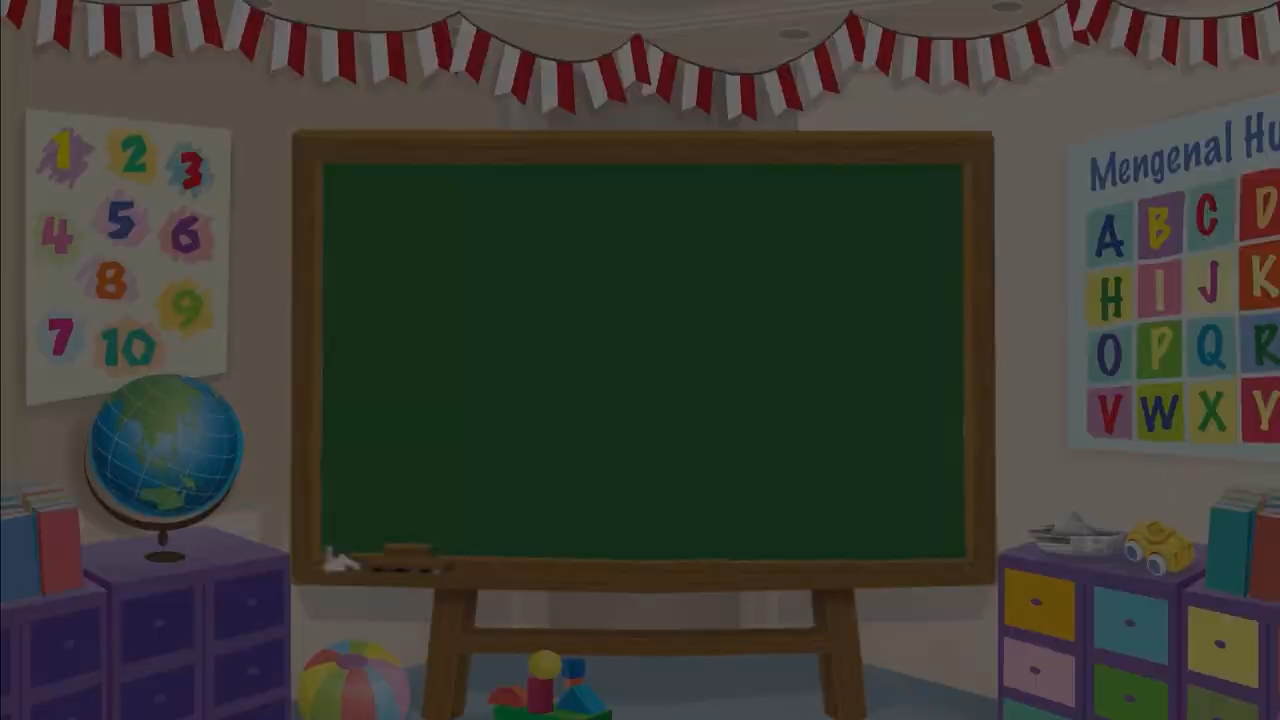 1 2 3
4 5 6
8 9
7 10
Mengenal Hu
A B C D
H I J K
O P Q R
V W X Y